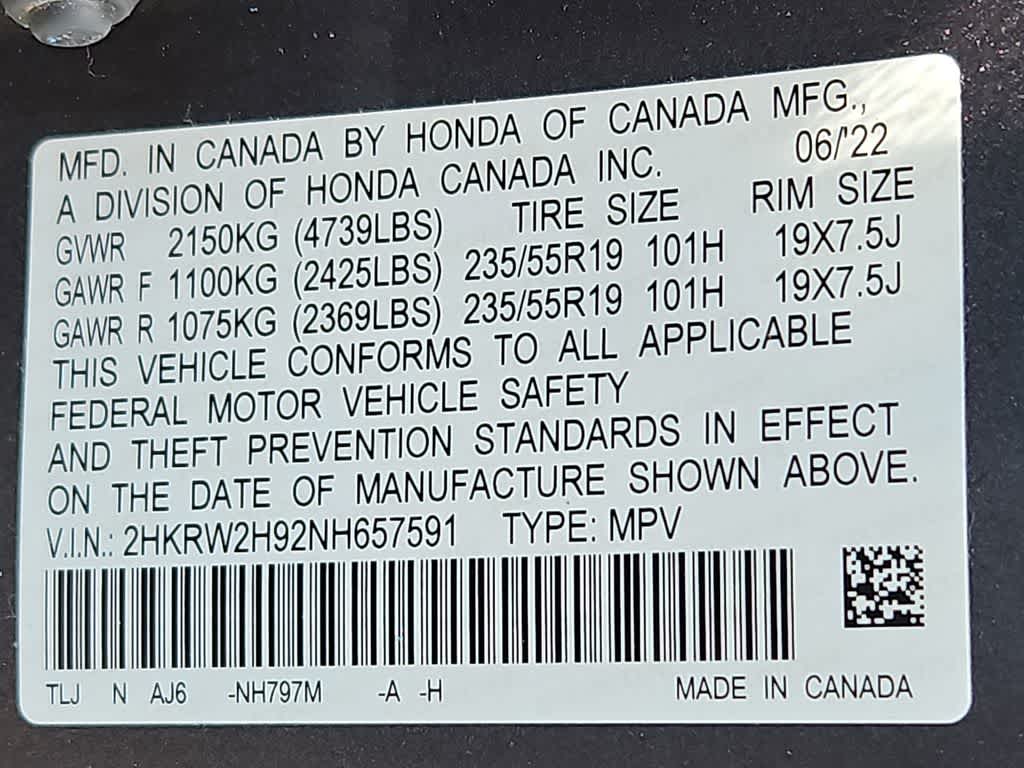 MFD. IN CANADA BY HONDA OF CANADA MFG.,
A DIVISION OF HONDA CANADA INC. 06/'22
GVWR 2150KG (4739LBS) TIRE SIZE RIM SIZE
GAWR F 1100KG (2425LBS) 235/55R19 101H 19X7.5J
GAWR R 1075KG (2369LBS) 235/55R19 101H 19X7.5J
THIS VEHICLE CONFORMS TO ALL APPLICABLE
FEDERAL MOTOR VEHICLE SAFETY
AND THEFT PREVENTION STANDARDS IN EFFECT
ON THE DATE OF MANUFACTURE SHOWN ABOVE.
V.I.N.: 2HKRW2H92NH657591 TYPE: MPV
TLJ N AJ6 -NH797M -A -H MADE IN CANADA